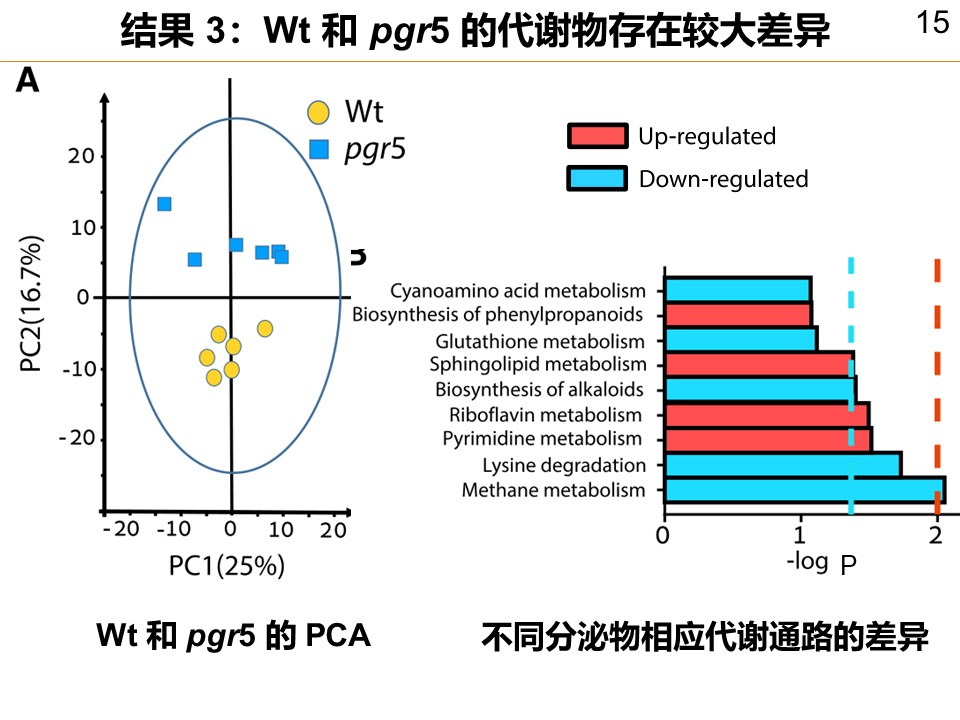 结果 3：Wt 和 pgr5 的代谢物存在较大差异
15
A
Wt
pgr5
20
10
0
-10
-20
PC2(16.7%)
-20 -10 0 10 20
PC1(25%)
Up-regulated
Down-regulated
Cyanoamino acid metabolism
Biosynthesis of phenylpropanoids
Glutathione metabolism
Sphingolipid metabolism
Biosynthesis of alkaloids
Riboflavin metabolism
Pyrimidine metabolism
Lysine degradation
Methane metabolism
0 1 2
-log P
Wt 和 pgr5 的 PCA
不同分泌物相应代谢通路的差异